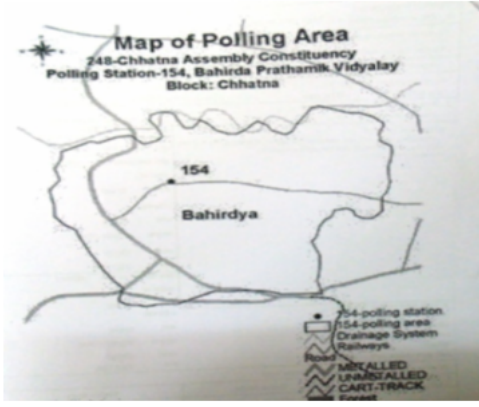 Map of Polling Area
248-Chhatna Assembly Constituency
Polling Station-154, Bahirda Prathamik Vidyalay
Block: Chhatna
154
Bahirdya
154-polling station
154-polling area
Drainage System
Railways
Road
METALLED
UNMETALLED
CART-TRACK
Forest